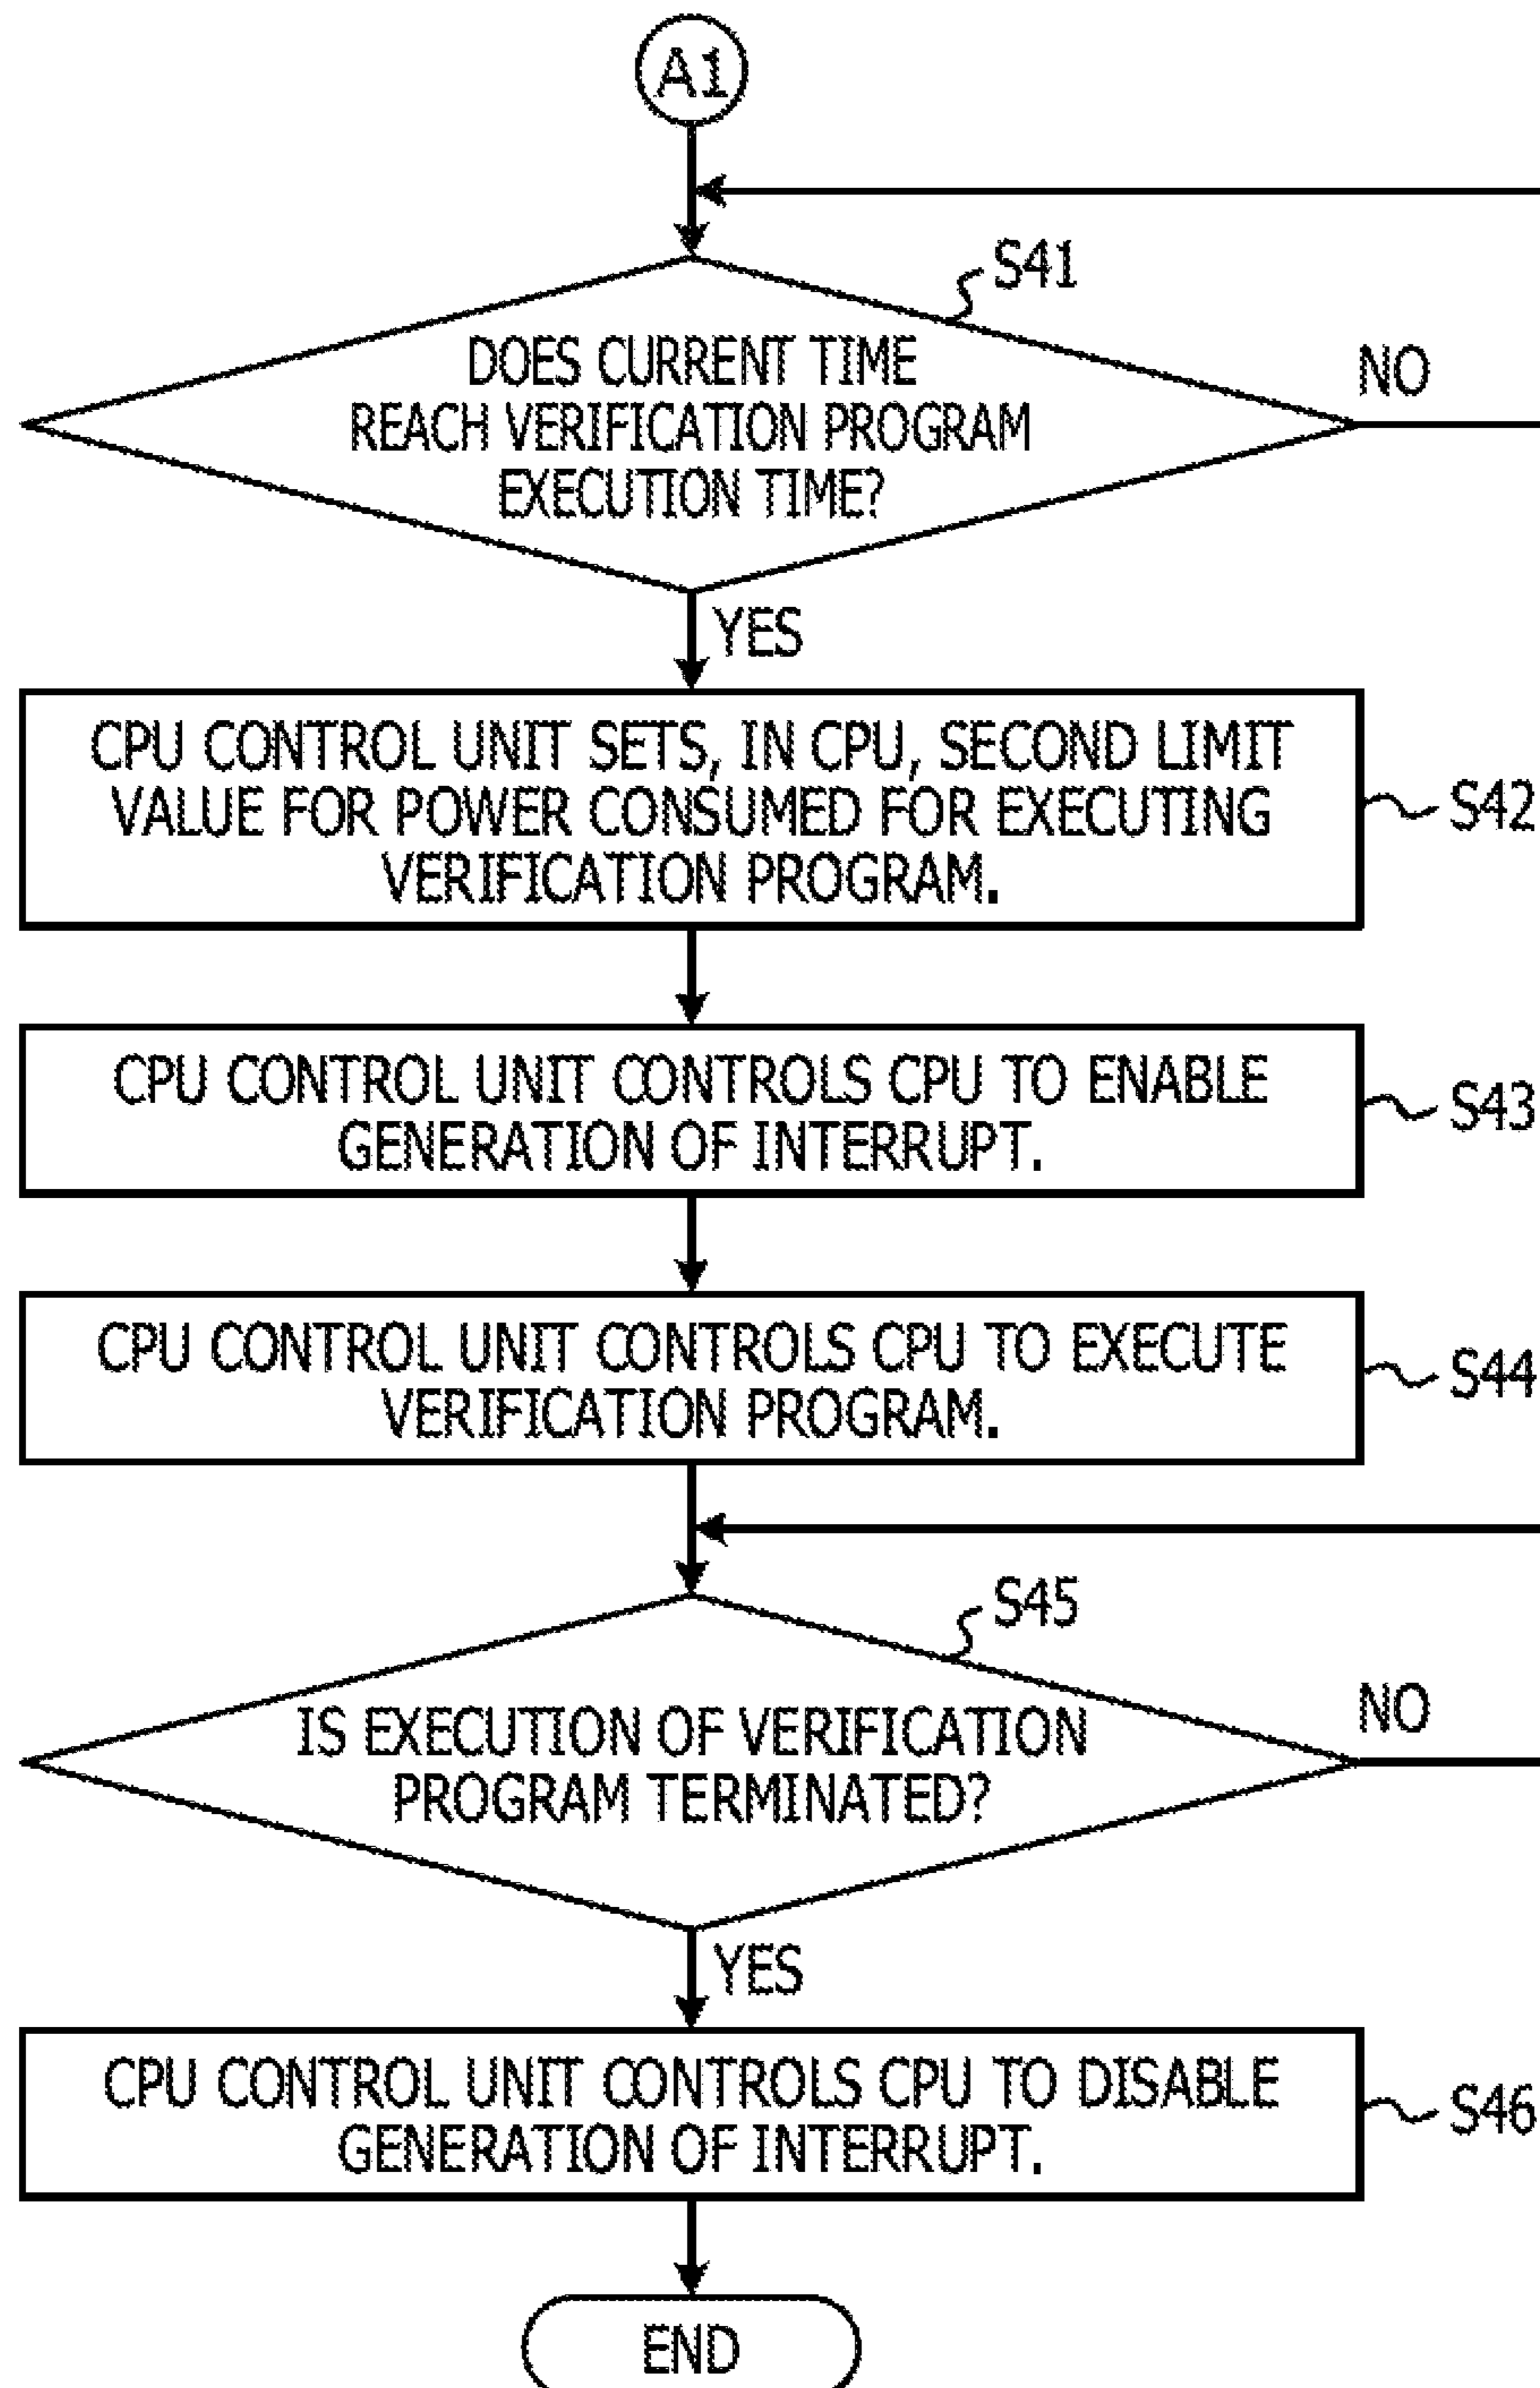 A1
S41
DOES CURRENT TIME
REACH VERIFICATION PROGRAM
EXECUTION TIME?
NO
YES
CPU CONTROL UNIT SETS, IN CPU, SECOND LIMIT
VALUE FOR POWER CONSUMED FOR EXECUTING
VERIFICATION PROGRAM.
S42
CPU CONTROL UNIT CONTROLS CPU TO ENABLE
GENERATION OF INTERRUPT.
S43
CPU CONTROL UNIT CONTROLS CPU TO EXECUTE
VERIFICATION PROGRAM.
S44
S45
IS EXECUTION OF VERIFICATION
PROGRAM TERMINATED?
NO
YES
CPU CONTROL UNIT CONTROLS CPU TO DISABLE
GENERATION OF INTERRUPT.
S46
END